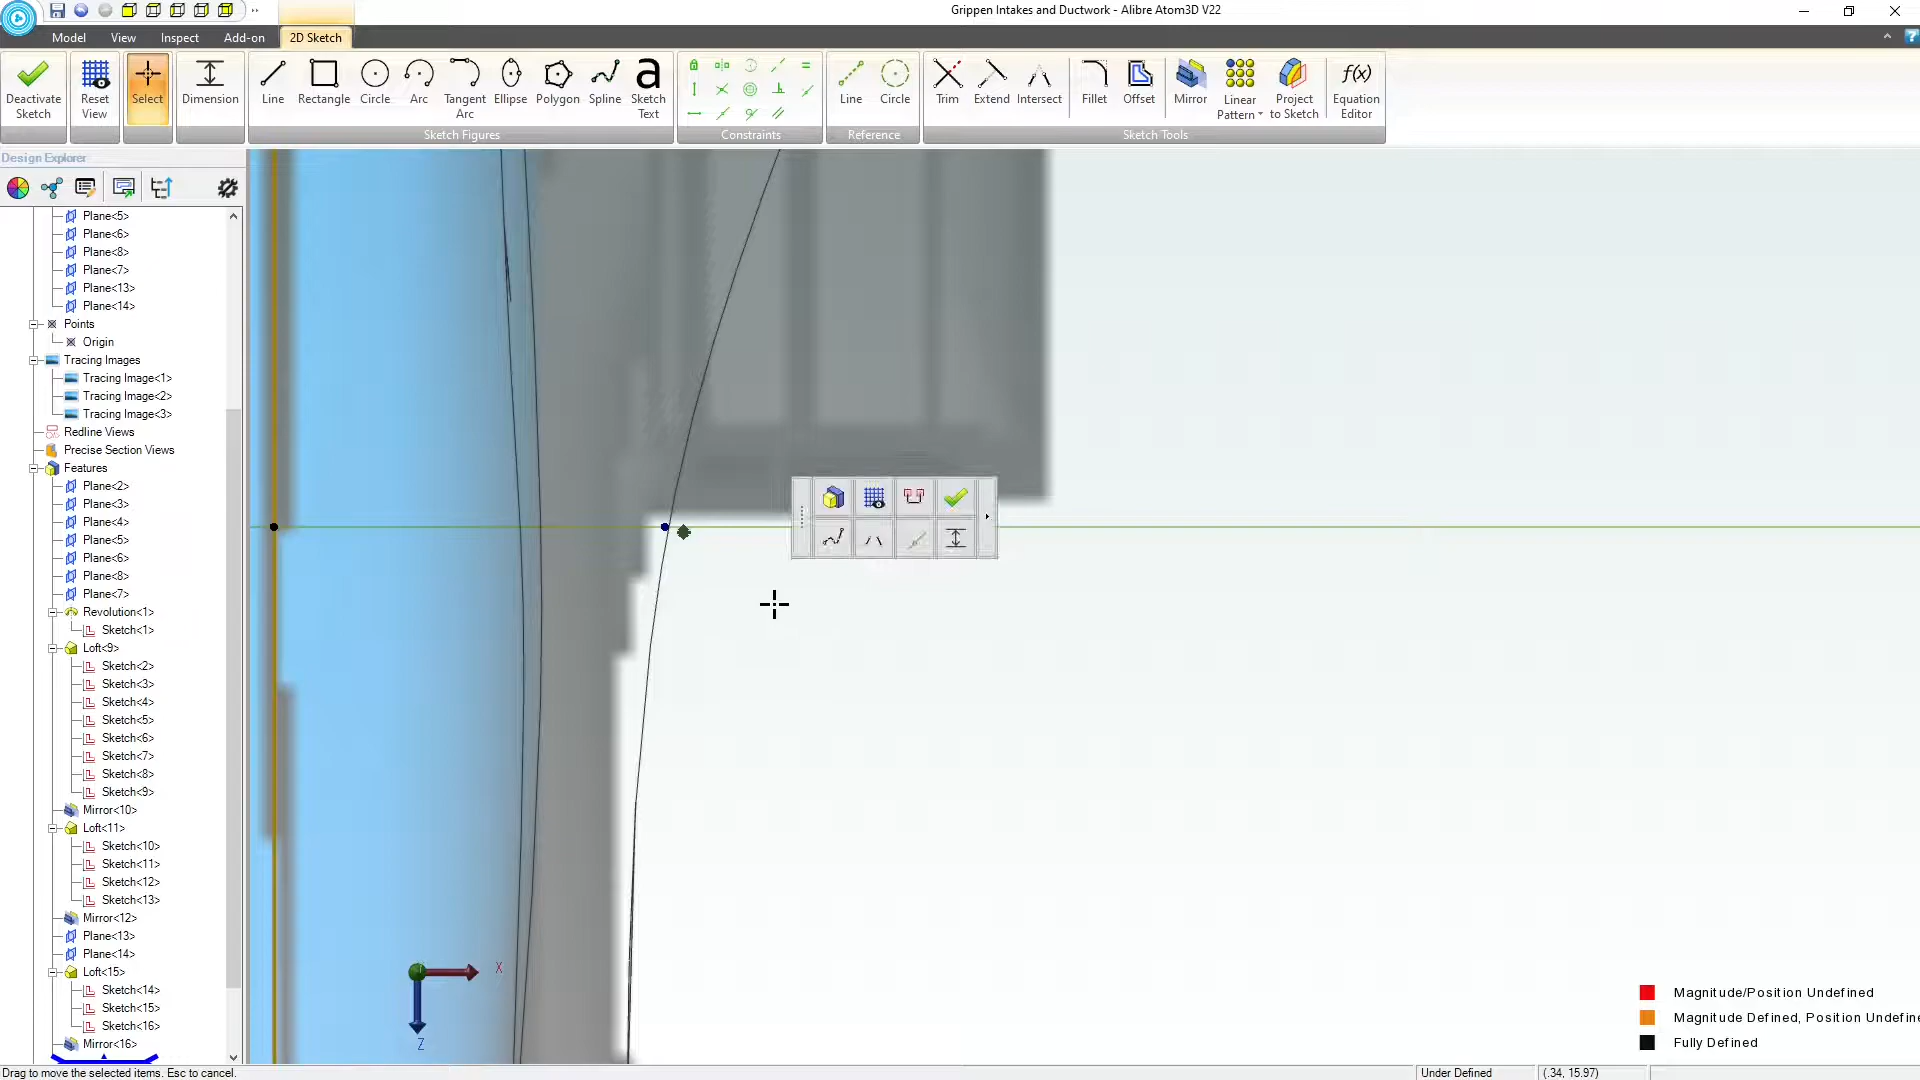 Grippen Intakes and Ductwork - Alibre Atom3D V22
Model View Inspect Add-on 2D Sketch
Deactivate Sketch
Reset View
Select
Dimension
Line
Rectangle
Circle
Arc
Tangent Arc
Ellipse
Polygon
Spline
a
Sketch Text
Sketch Figures
Constraints
Line
Circle
Reference
Trim
Extend
Intersect
Fillet
Offset
Mirror
Linear Pattern
Project to Sketch
f(x)
Equation Editor
Sketch Tools
Design Explorer
Plane<5>
Plane<6>
Plane<8>
Plane<7>
Plane<13>
Plane<14>
Points
Origin
Tracing Images
Tracing Image<1>
Tracing Image<2>
Tracing Image<3>
Redline Views
Precise Section Views
Features
Plane<2>
Plane<3>
Plane<4>
Plane<5>
Plane<6>
Plane<8>
Plane<7>
Revolution<1>
Sketch<1>
Loft<9>
Sketch<2>
Sketch<3>
Sketch<4>
Sketch<5>
Sketch<6>
Sketch<7>
Sketch<8>
Sketch<9>
Mirror<10>
Loft<11>
Sketch<10>
Sketch<11>
Sketch<12>
Sketch<13>
Mirror<12>
Plane<13>
Plane<14>
Loft<15>
Sketch<14>
Sketch<15>
Sketch<16>
Mirror<16>
X
Z
Magnitude/Position Undefined
Magnitude Defined, Position Undefine
Fully Defined
Drag to move the selected items. Esc to cancel.
Under Defined
(.34, 15.97)